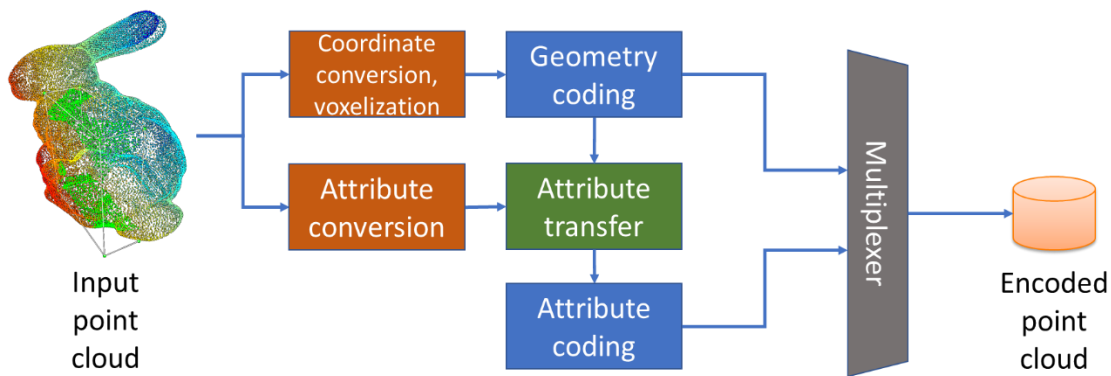 Coordinate
conversion,
voxelization
Geometry
coding
Attribute
conversion
Attribute
transfer
Attribute
coding
Multiplexer
Input
point
cloud
Encoded
point
cloud